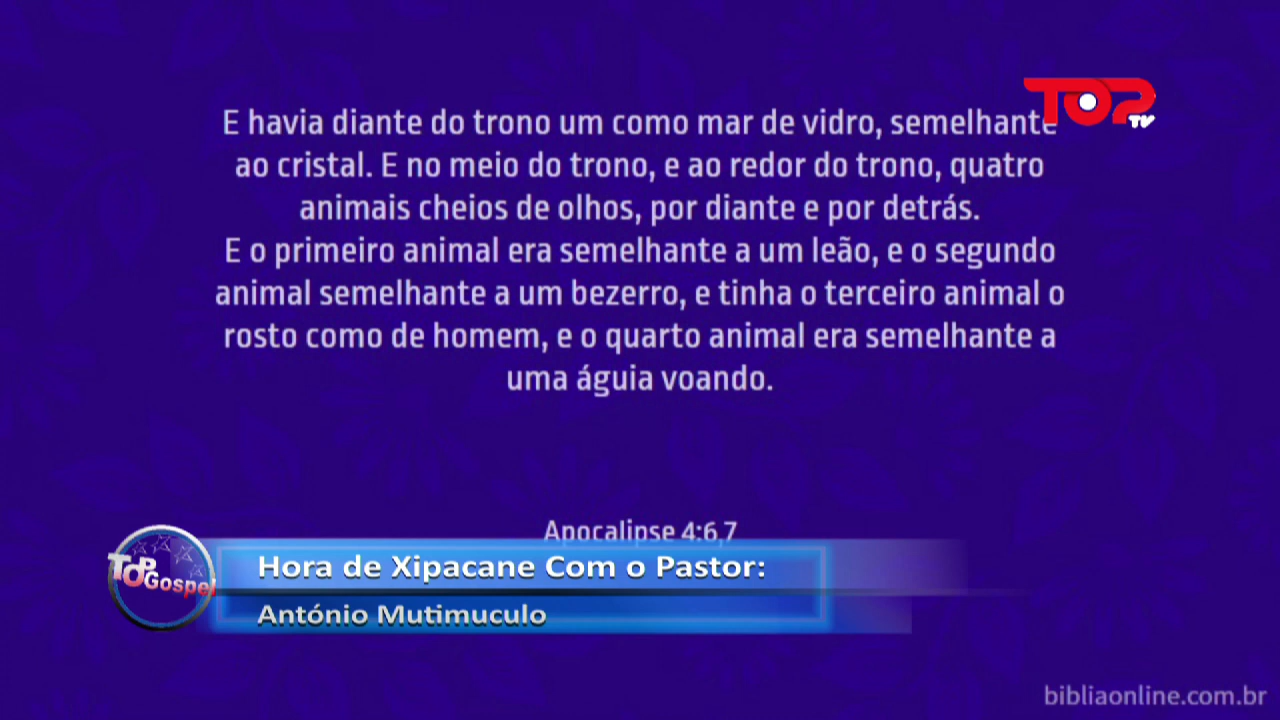 TOP TV
E havia diante do trono um como mar de vidro, semelhante
ao cristal. E no meio do trono, e ao redor do trono, quatro
animais cheios de olhos, por diante e por detrás.
E o primeiro animal era semelhante a um leão, e o segundo
animal semelhante a um bezerro, e tinha o terceiro animal o
rosto como de homem, e o quarto animal era semelhante a
uma águia voando.
Apocalipse 4:6,7
TOP Gospel
Hora de Xipacane Com o Pastor:
António Mutimuculo
bibliaonline.com.br